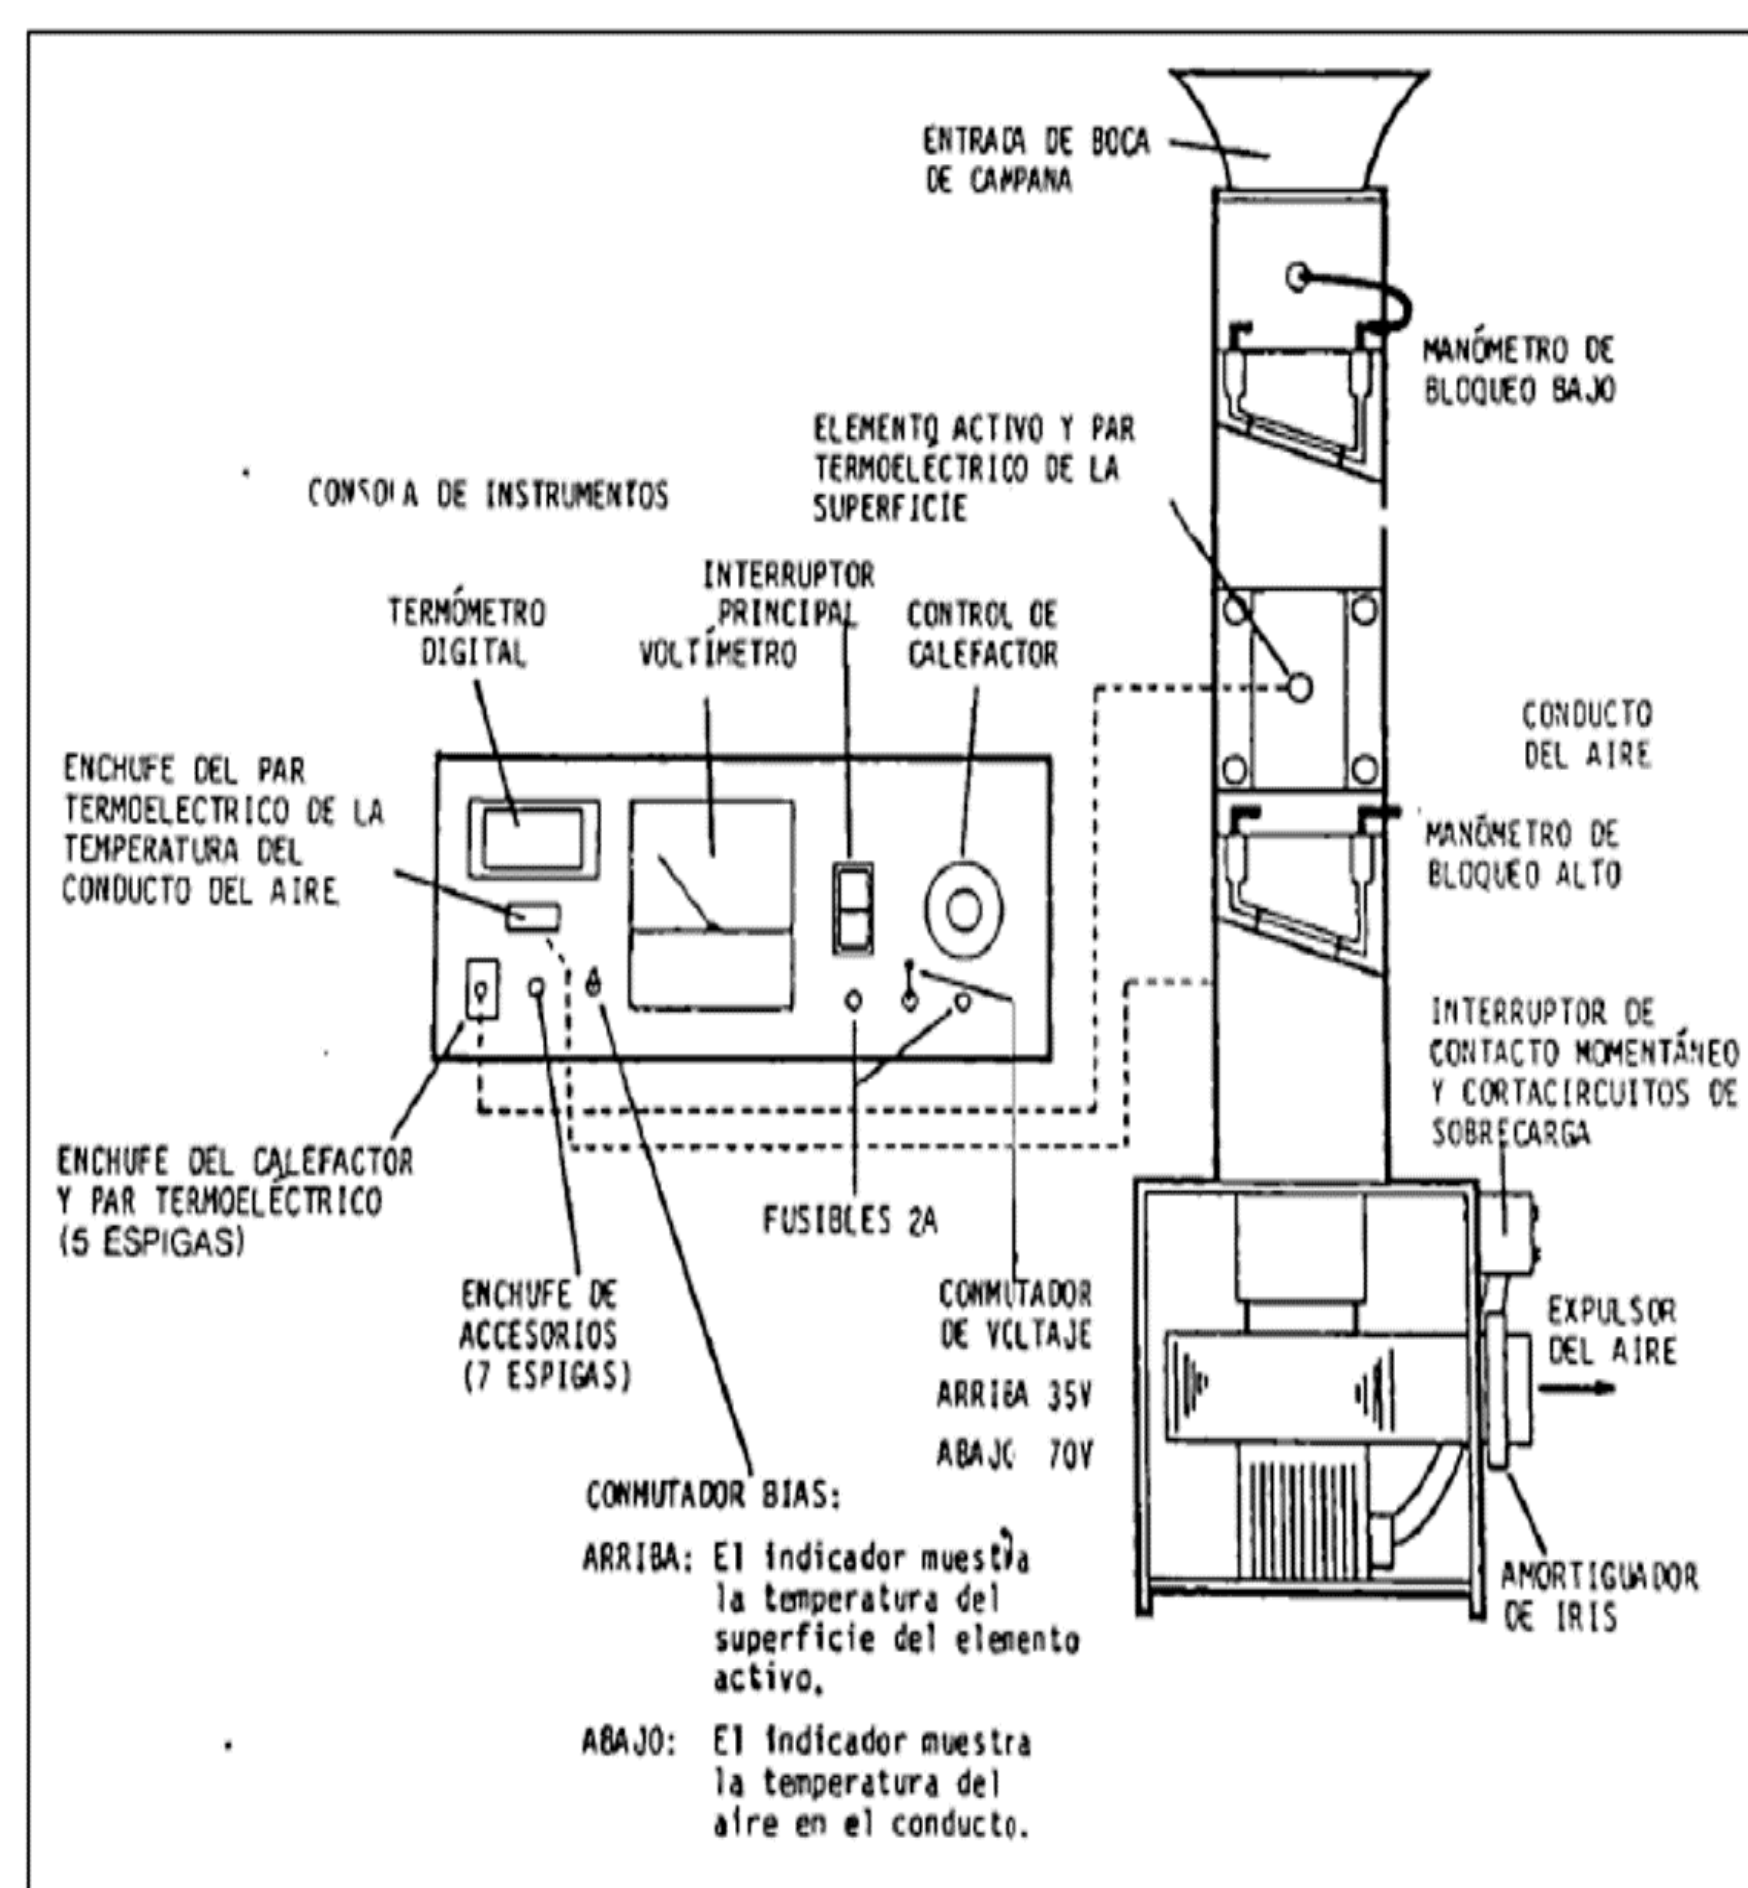 ENTRADA DE BOCA
DE CAMPANA
MANÓMETRO DE
BLOQUEO BAJO
ELEMENTO ACTIVO Y PAR
TERMOELÉCTRICO DE LA
SUPERFICIE
CONSOLA DE INSTRUMENTOS
INTERRUPTOR
PRINCIPAL
TERMÓMETRO
DIGITAL
VOLTÍMETRO
CONTROL DE
CALEFACTOR
CONDUCTO
DEL AIRE
ENCHUFE DEL PAR
TERMOELECTRICO DE LA
TEMPERATURA DEL
CONDUCTO DEL AIRE
MANÓMETRO DE
BLOQUEO ALTO
INTERRUPTOR DE
CONTACTO MOMENTÁNEO
Y CORTACIRCUITOS DE
SOBRECARGA
ENCHUFE DEL CALEFACTOR
Y PAR TERMOELÉCTRICO
(5 ESPIGAS)
FUSIBLES 2A
ENCHUFE DE
ACCESORIOS
(7 ESPIGAS)
CONMUTADOR
DE VOLTAJE
ARRIBA 35V
ABAJO 70V
EXPULSOR
DEL AIRE
CONMUTADOR BIAS:
ARRIBA: El indicador muestra
la temperatura del
superficie del elemento
activo.
ABAJO: El indicador muestra
la temperatura del
aire en el conducto.
AMORTIGUADOR
DE IRIS